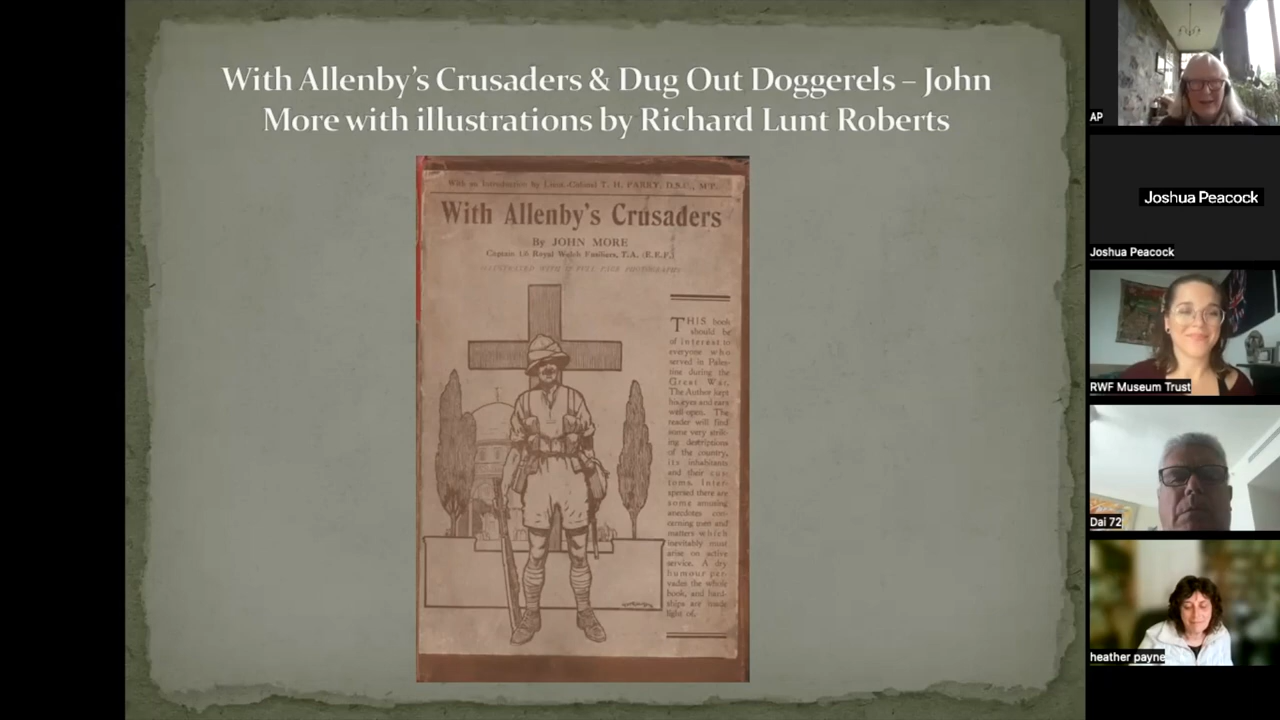 With Allenby's Crusaders & Dug Out Doggerels – John
More with illustrations by Richard Lunt Roberts
With an Introduction by Lieut.-Colonel T. H. PARRY, D.S.O., M.P.
With Allenby's Crusaders
By JOHN MORE
Captain 1/6 Royal Welch Fusiliers, T.A. (E.E.F.)
ILLUSTRATED WITH FULL PAGE PHOTOGRAPHS
THIS book
should be
of interest to
everyone who
served in Pales-
tine during the
Great War.
The Author kept
his eyes and ears
well open. The
reader will find
some very strik-
ing descriptions
of the country,
its inhabitants
and their cus-
toms. Inter-
spersed there are
some amusing
anecdotes con-
cerning men and
matters which
inevitably must
arise on active
service. A dry
humour per-
vades the whole
book, and hard-
ships are made
light of.
AP
Joshua Peacock
Joshua Peacock
RWF Museum Trust
Dai 72
heather payne